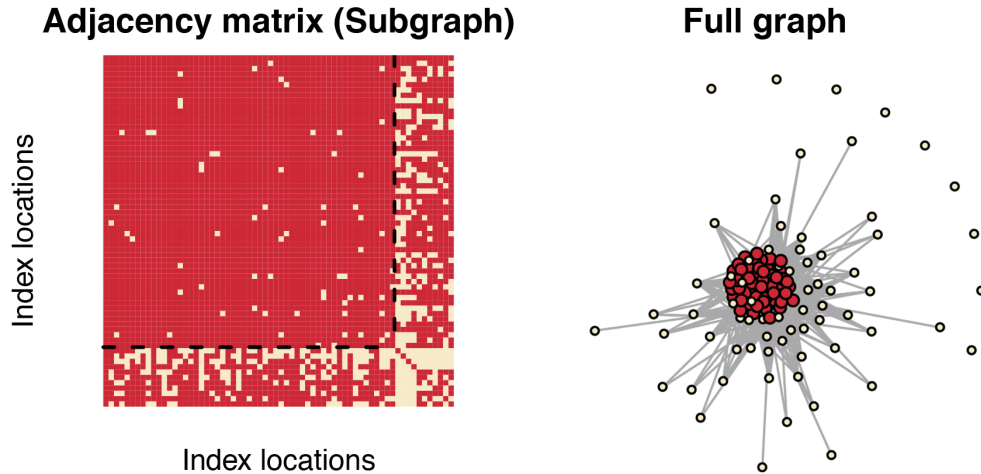 Adjacency matrix (Subgraph)
Full graph
Index locations
Index locations